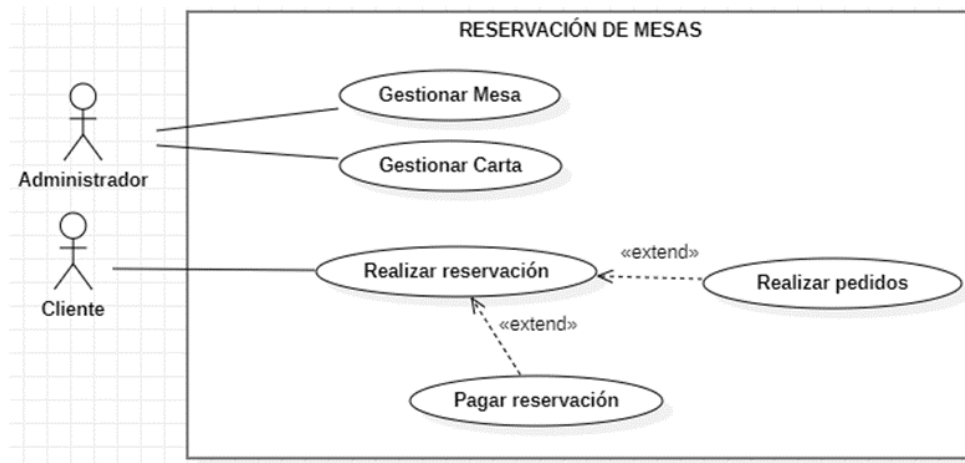 RESERVACIÓN DE MESAS
Gestionar Mesa
Gestionar Carta
Administrador
Realizar reservación
«extend»
Realizar pedidos
Cliente
«extend»
Pagar reservación